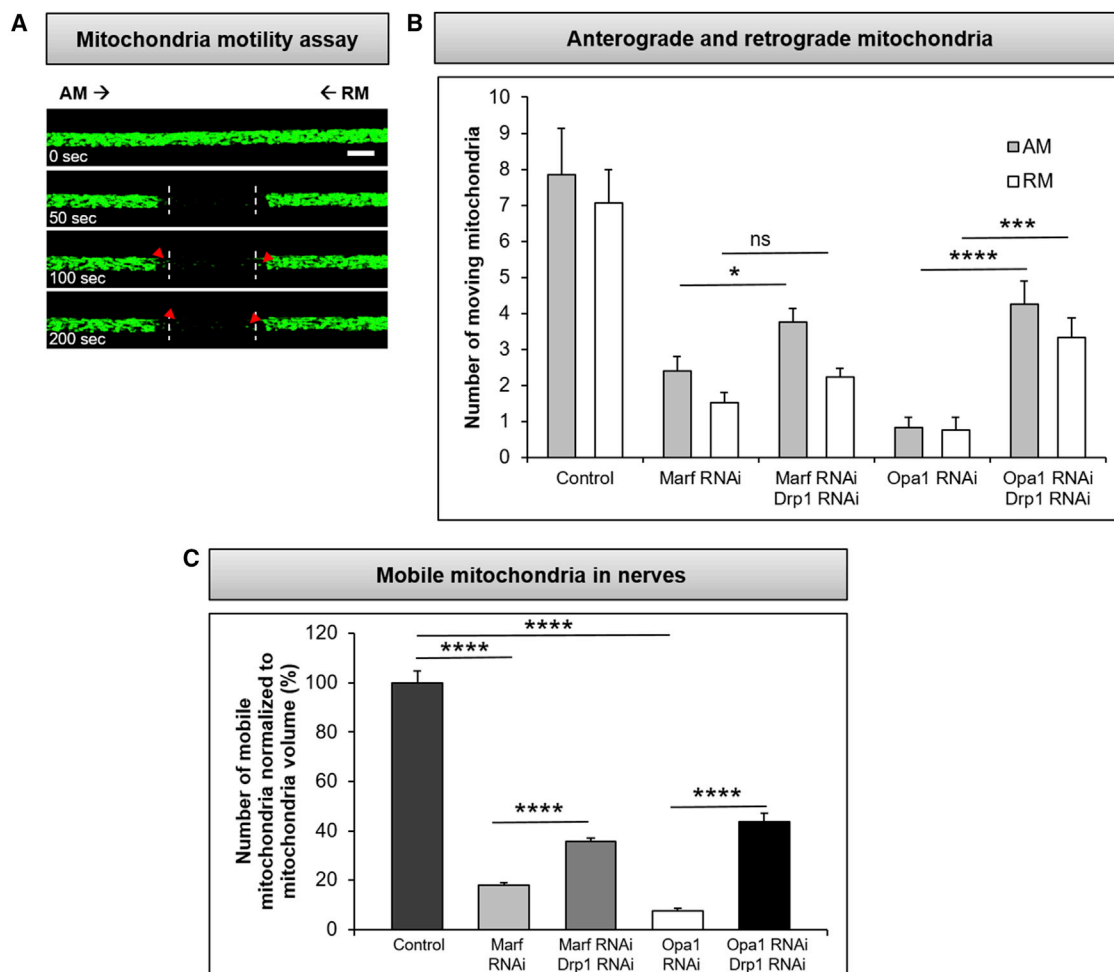 A
Mitochondria motility assay
AM → ← RM
0 sec
50 sec
100 sec
200 sec
B
Anterograde and retrograde mitochondria
Number of moving mitochondria
10
9
8
7
6
5
4
3
2
1
0
AM
RM
ns
*
***
****
Control
Marf RNAi
Marf RNAi
Drp1 RNAi
Opa1 RNAi
Opa1 RNAi
Drp1 RNAi
C
Mobile mitochondria in nerves
Number of mobile
mitochondria normalized to
mitochondria volume (%)
120
100
80
60
40
20
0
****
****
****
****
Control
Marf
RNAi
Marf RNAi
Drp1 RNAi
Opa1
RNAi
Opa1 RNAi
Drp1 RNAi